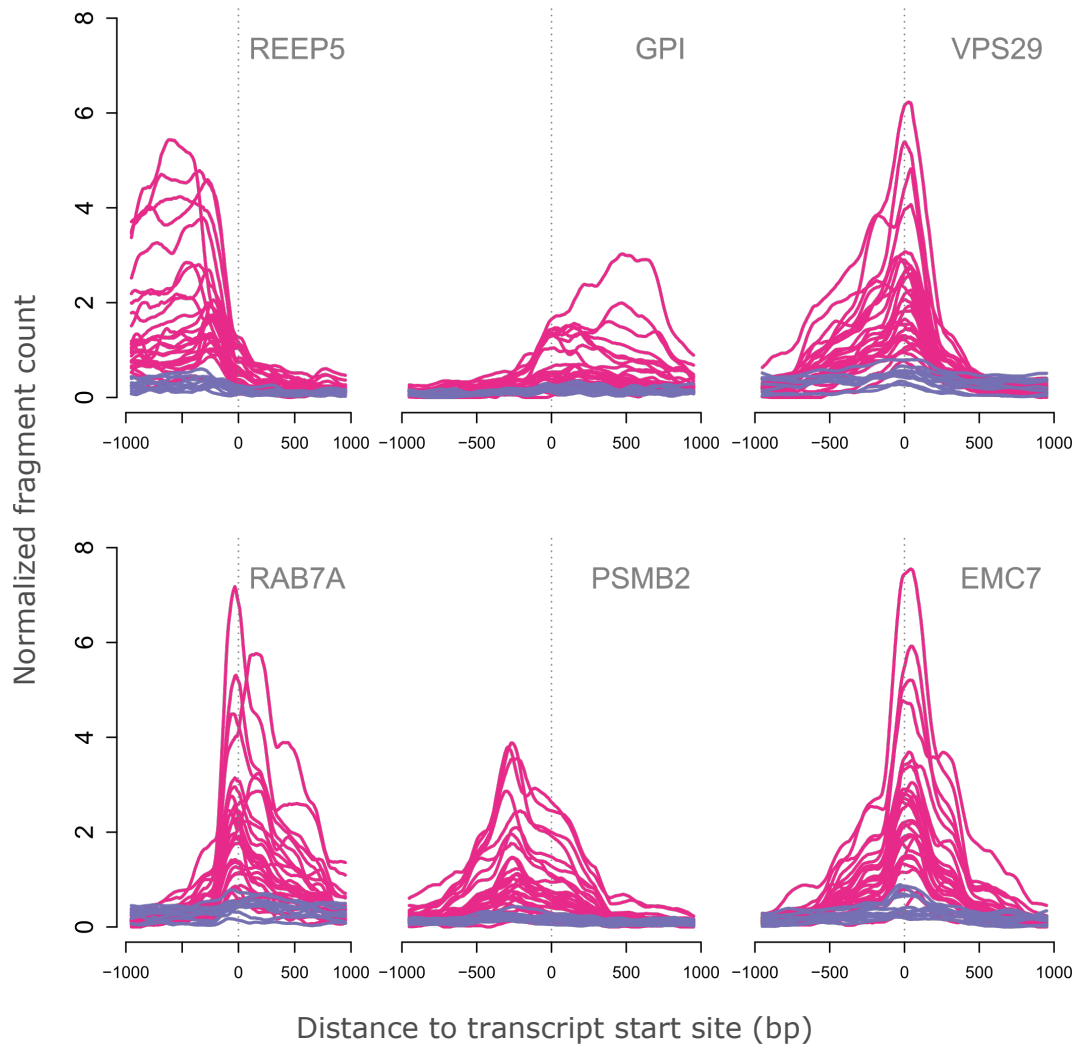 REEP5 GPI VPS29
8
6
4
2
0
−1000 −500 0 500 1000 −1000 −500 0 500 1000 −1000 −500 0 500 1000
Normalized fragment count
RAB7A PSMB2 EMC7
8
6
4
2
0
−1000 0 500 1000 −1000 −500 0 500 1000 −1000 −500 0 500 1000
Distance to transcript start site (bp)